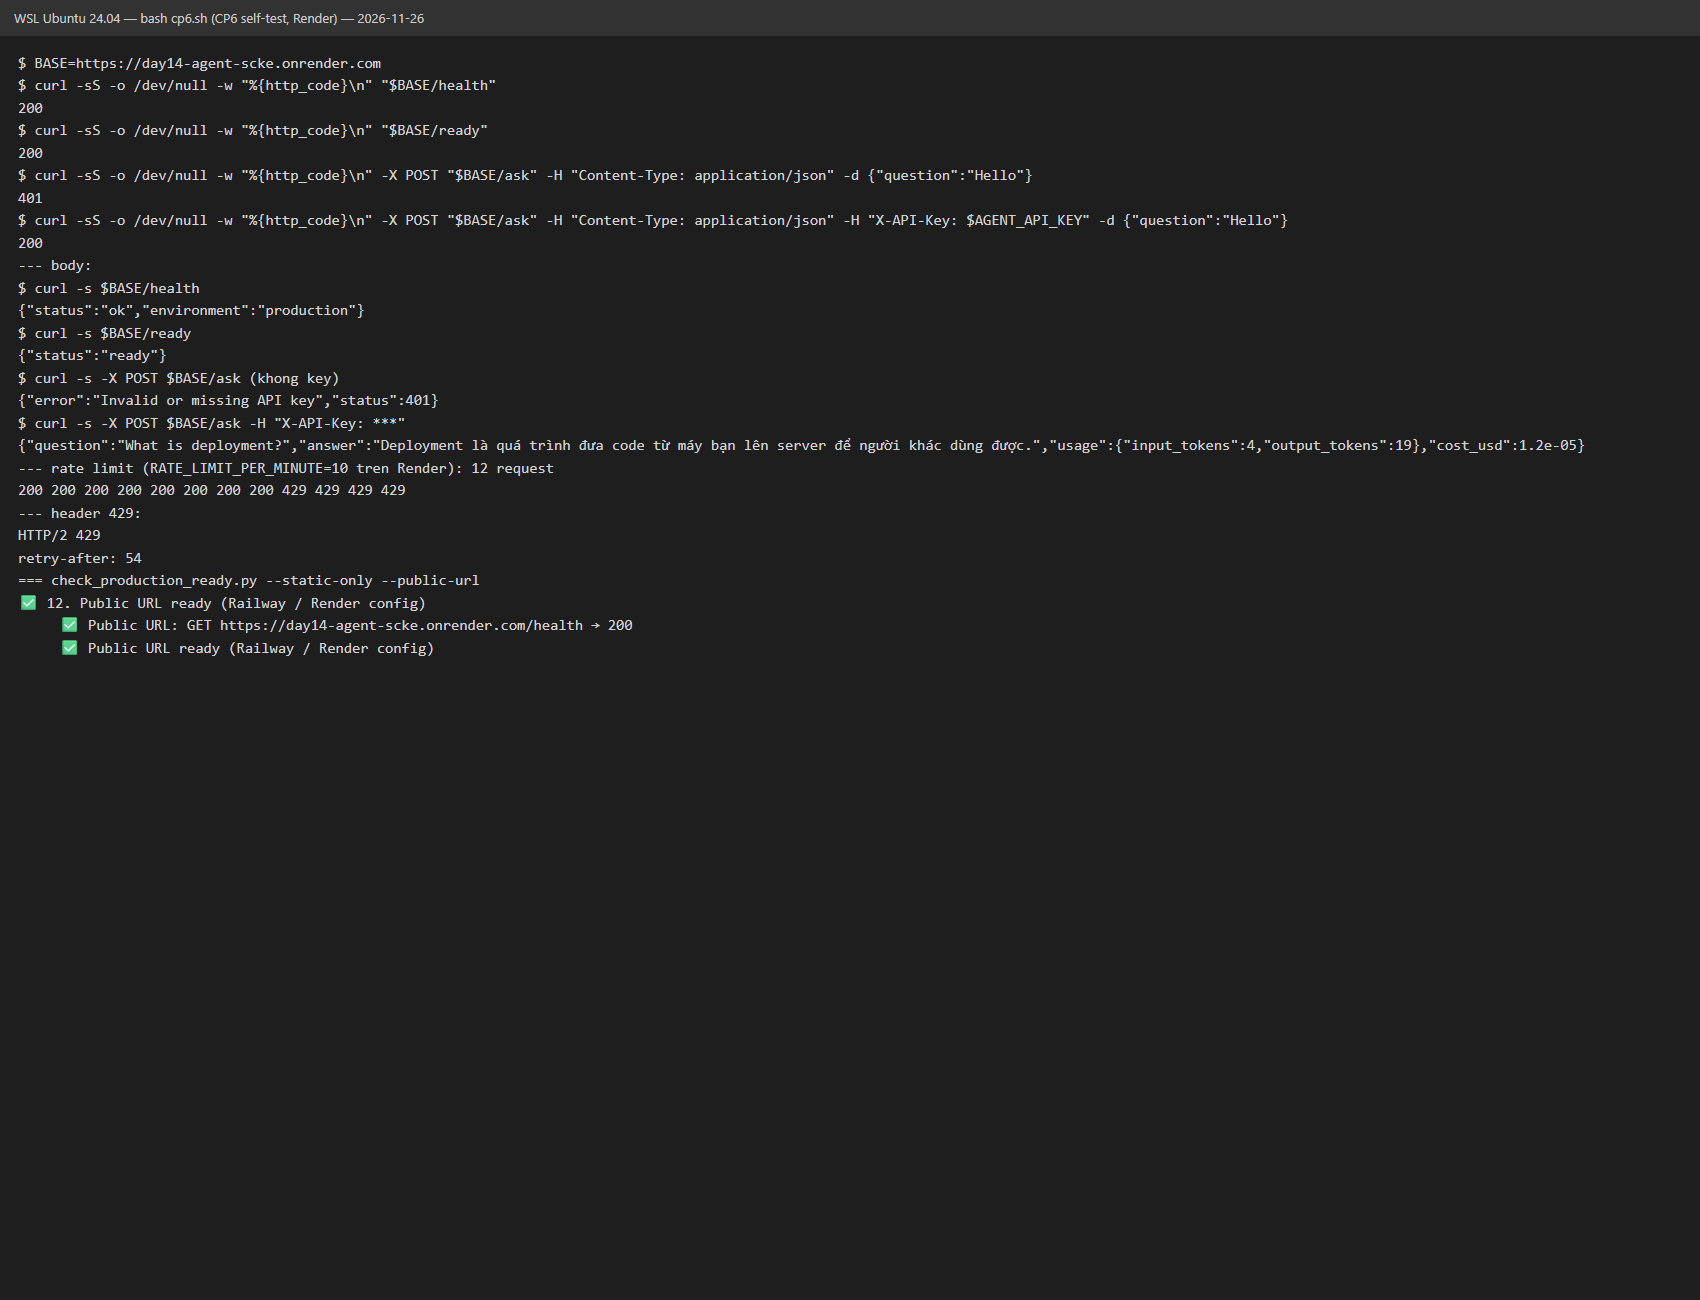 WSL Ubuntu 24.04 — bash cp6.sh (CP6 self-test, Render) — 2026-11-26
$ BASE=https://day14-agent-scke.onrender.com
$ curl -sS -o /dev/null -w "%{http_code}\n" "$BASE/health"
200
$ curl -sS -o /dev/null -w "%{http_code}\n" "$BASE/ready"
200
$ curl -sS -o /dev/null -w "%{http_code}\n" -X POST "$BASE/ask" -H "Content-Type: application/json" -d {"question":"Hello"}
401
$ curl -sS -o /dev/null -w "%{http_code}\n" -X POST "$BASE/ask" -H "Content-Type: application/json" -H "X-API-Key: $AGENT_API_KEY" -d {"question":"Hello"}
200
--- body:
$ curl -s $BASE/health
{"status":"ok","environment":"production"}
$ curl -s $BASE/ready
{"status":"ready"}
$ curl -s -X POST $BASE/ask (khong key)
{"error":"Invalid or missing API key","status":401}
$ curl -s -X POST $BASE/ask -H "X-API-Key: ***"
{"question":"What is deployment?","answer":"Deployment là quá trình đưa code từ máy bạn lên server để người khác dùng được.","usage":{"input_tokens":4,"output_tokens":19},"cost_usd":1.2e-05}
--- rate limit (RATE_LIMIT_PER_MINUTE=10 tren Render): 12 request
200 200 200 200 200 200 200 200 429 429 429 429
--- header 429:
HTTP/2 429
retry-after: 54
=== check_production_ready.py --static-only --public-url
✅ 12. Public URL ready (Railway / Render config)
✅ Public URL: GET https://day14-agent-scke.onrender.com/health → 200
✅ Public URL ready (Railway / Render config)